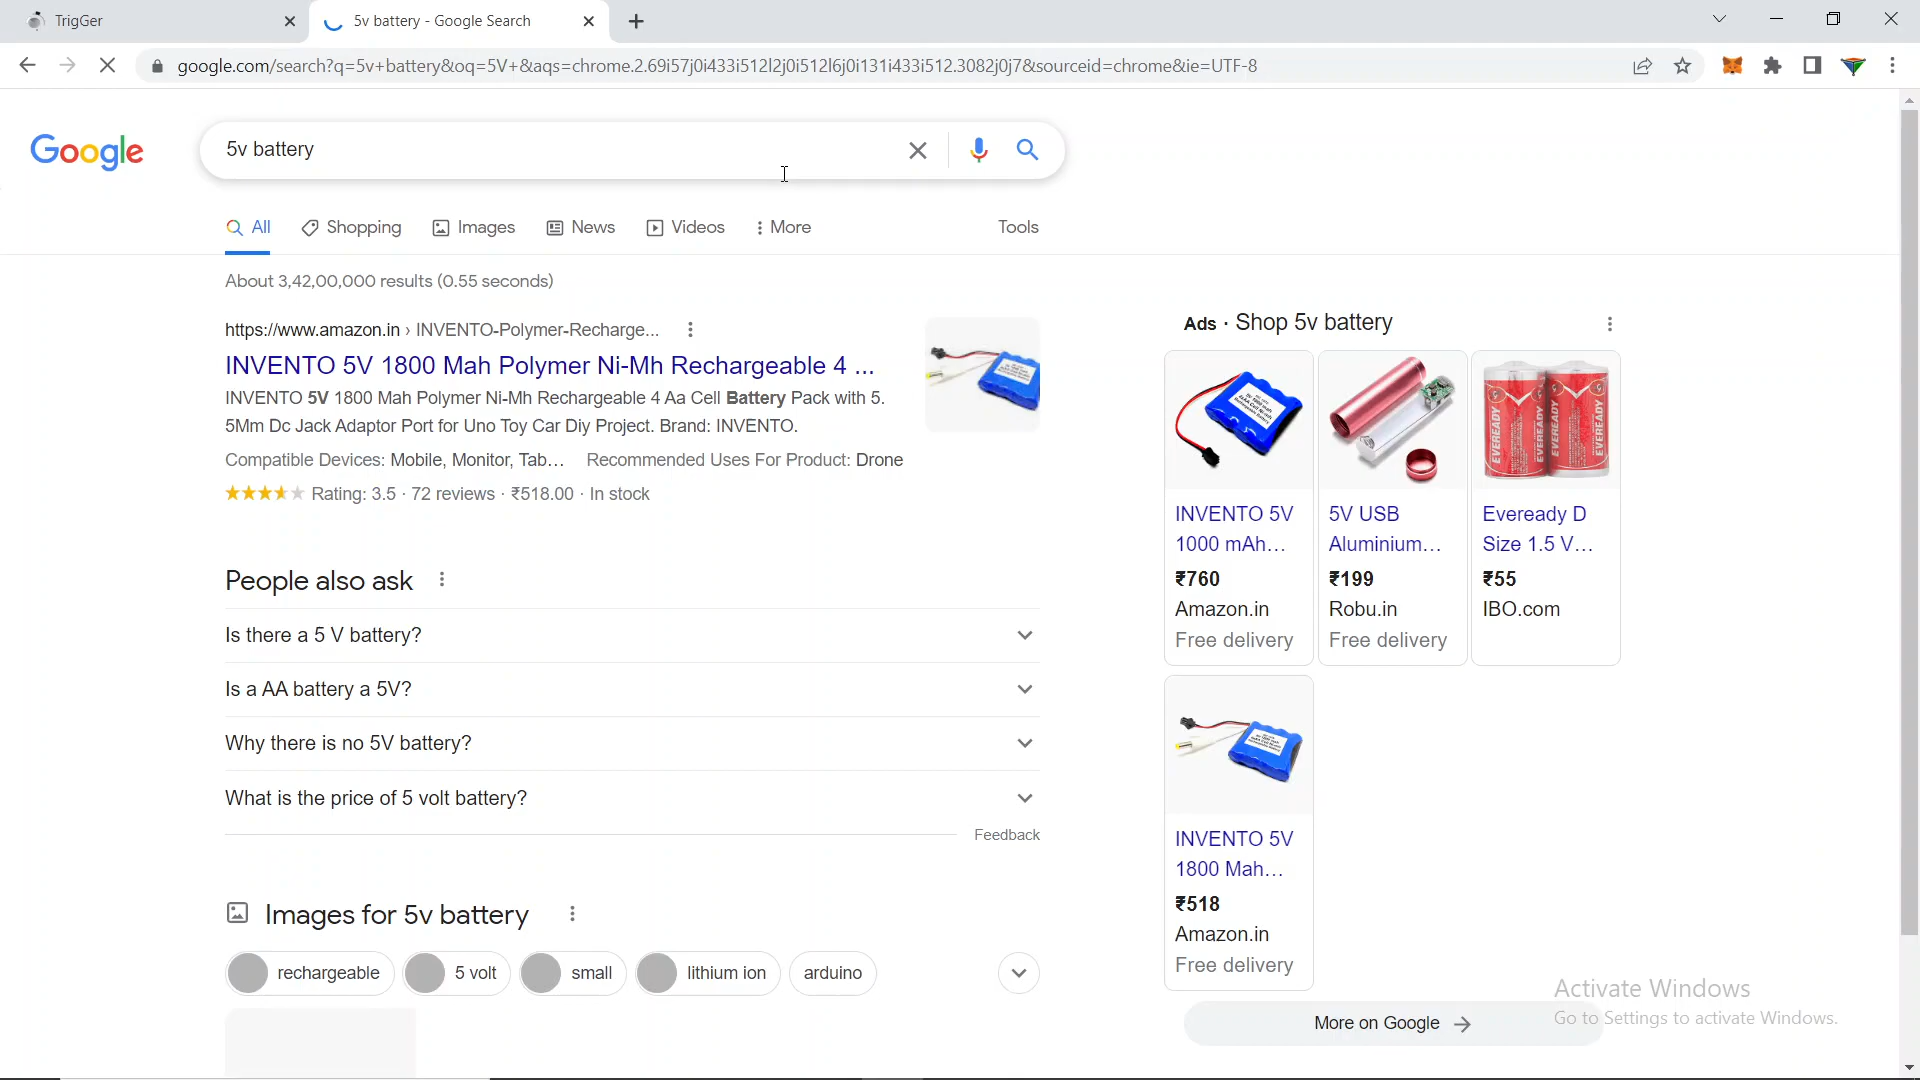 TrigGer
5v battery - Google Search
google.com/search?q=5v+battery&oq=5V+&aqs=chrome.2.69i57j0i433i512l2j0i512l6j0i131i433i512.3082j0j7&sourceid=chrome&ie=UTF-8
Google
5v battery
All
Shopping
Images
News
Videos
More
Tools
About 3,42,00,000 results (0.55 seconds)
https://www.amazon.in › INVENTO-Polymer-Recharge...
INVENTO 5V 1800 Mah Polymer Ni-Mh Rechargeable 4 ...
INVENTO 5V 1800 Mah Polymer Ni-Mh Rechargeable 4 Aa Cell Battery Pack with 5.
5Mm Dc Jack Adaptor Port for Uno Toy Car Diy Project. Brand: INVENTO.
Compatible Devices: Mobile, Monitor, Tab... Recommended Uses For Product: Drone
Rating: 3.5 · 72 reviews · ₹518.00 · In stock
People also ask
Is there a 5 V battery?
Is a AA battery a 5V?
Why there is no 5V battery?
What is the price of 5 volt battery?
Feedback
Images for 5v battery
rechargeable
5 volt
small
lithium ion
arduino
Ads · Shop 5v battery
INVENTO 5V
1000 mAh...
₹760
Amazon.in
Free delivery
5V USB
Aluminium...
₹199
Robu.in
Free delivery
EVEREADY
EVEREADY
EVEREADY
Eveready D
Size 1.5 V...
₹55
IBO.com
INVENTO 5V
1800 Mah...
₹518
Amazon.in
Free delivery
More on Google
Activate Windows
Go to Settings to activate Windows.